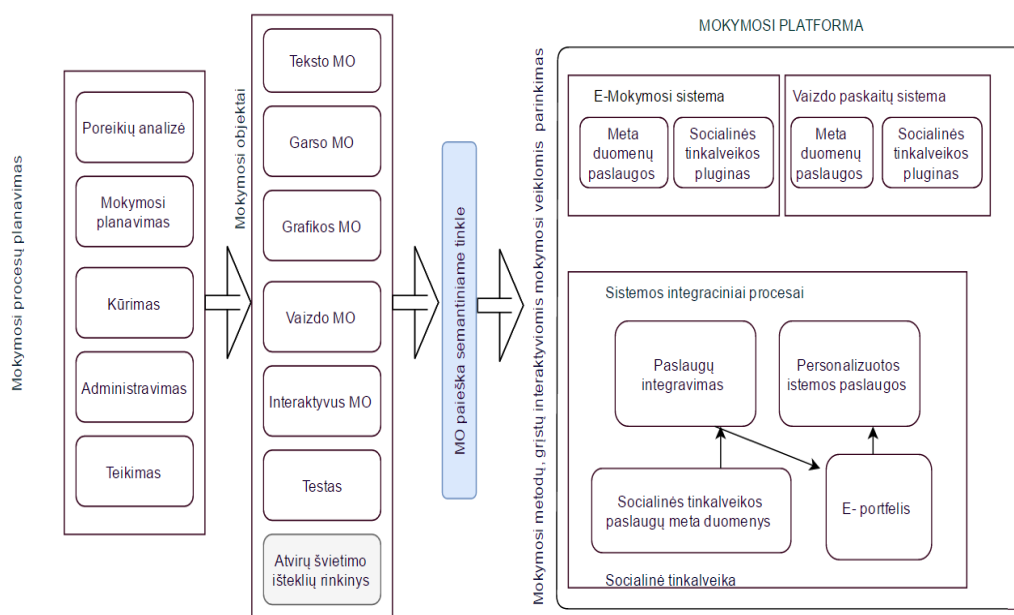 Mokymosi procesų planavimas
Poreikių analizė
Mokymosi
planavimas
Kūrimas
Administravimas
Teikimas
Mokymosi objektai
Teksto MO
Garso MO
Grafikos MO
Vaizdo MO
Interaktyvus MO
Testas
Atvirų švietimo
išteklių rinkinys
MO paieška semantiniame tinkle
Mokymosi metodų, grįstų interaktyviomis mokymosi veiklomis parinkimas
MOKYMOSI PLATFORMA
E-Mokymosi sistema
Meta
duomenų
paslaugos
Socialinės
tinkalveikos
pluginas
Vaizdo paskaitų sistema
Meta
duomenų
paslaugos
Socialinės
tinkalveikos
pluginas
Sistemos integraciniai procesai
Paslaugų
integravimas
Personalizuotos
istemos paslaugos
Socialinės tinkalveikos
paslaugų meta duomenys
E- portfelis
Socialinė tinkalveika